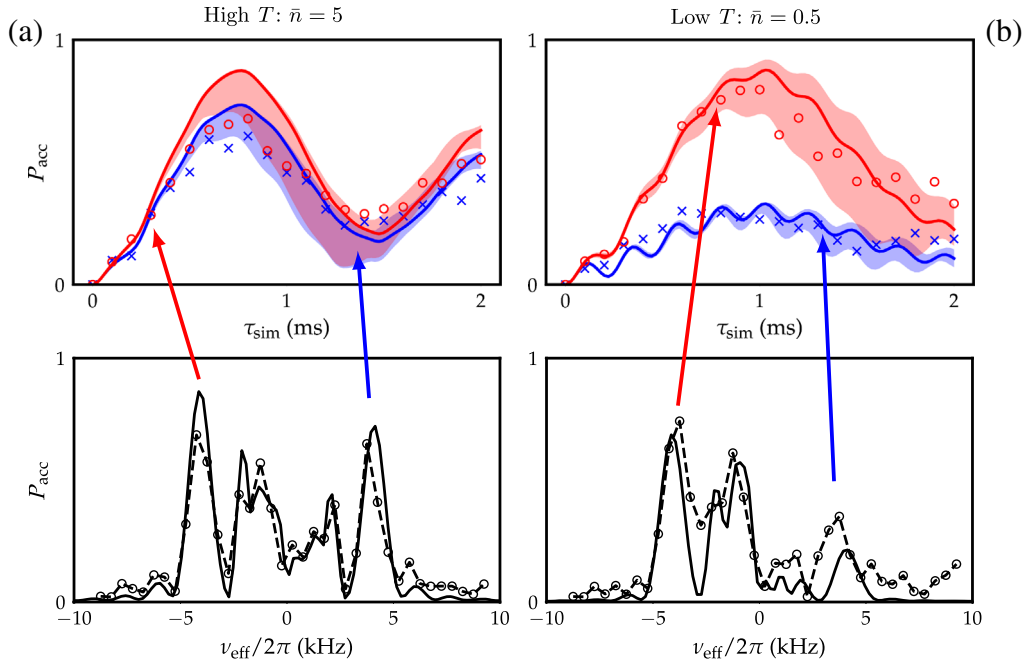 (a)
High T: n̄ = 5
Low T: n̄ = 0.5
(b)
1
P_acc
0
0 1 2
τ_sim (ms)
1
0
0 1 2
τ_sim (ms)
1
P_acc
0
−10 −5 0 5 10
ν_eff/2π (kHz)
1
0
−10 −5 0 5 10
ν_eff/2π (kHz)